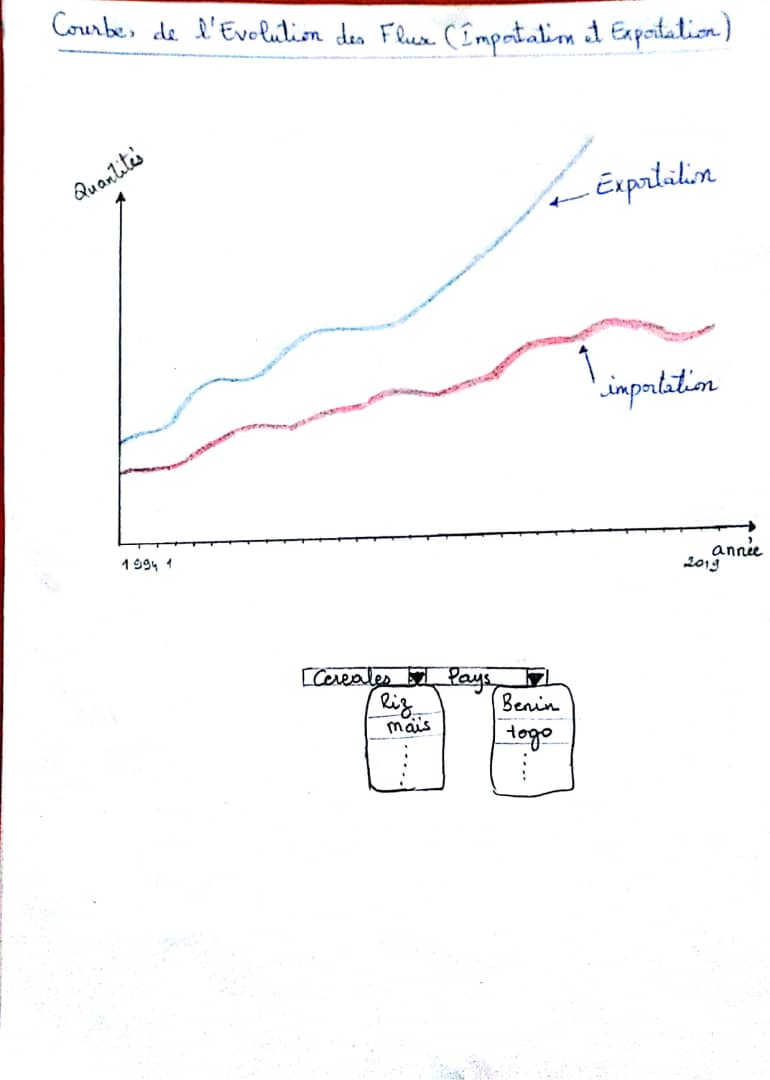 Courbes de l'Evolution des Flux (Importation et Exportation)
Quantités
Exportation
importation
année
1994 1
2019
Cereales Pays
Riz Benin
maïs togo